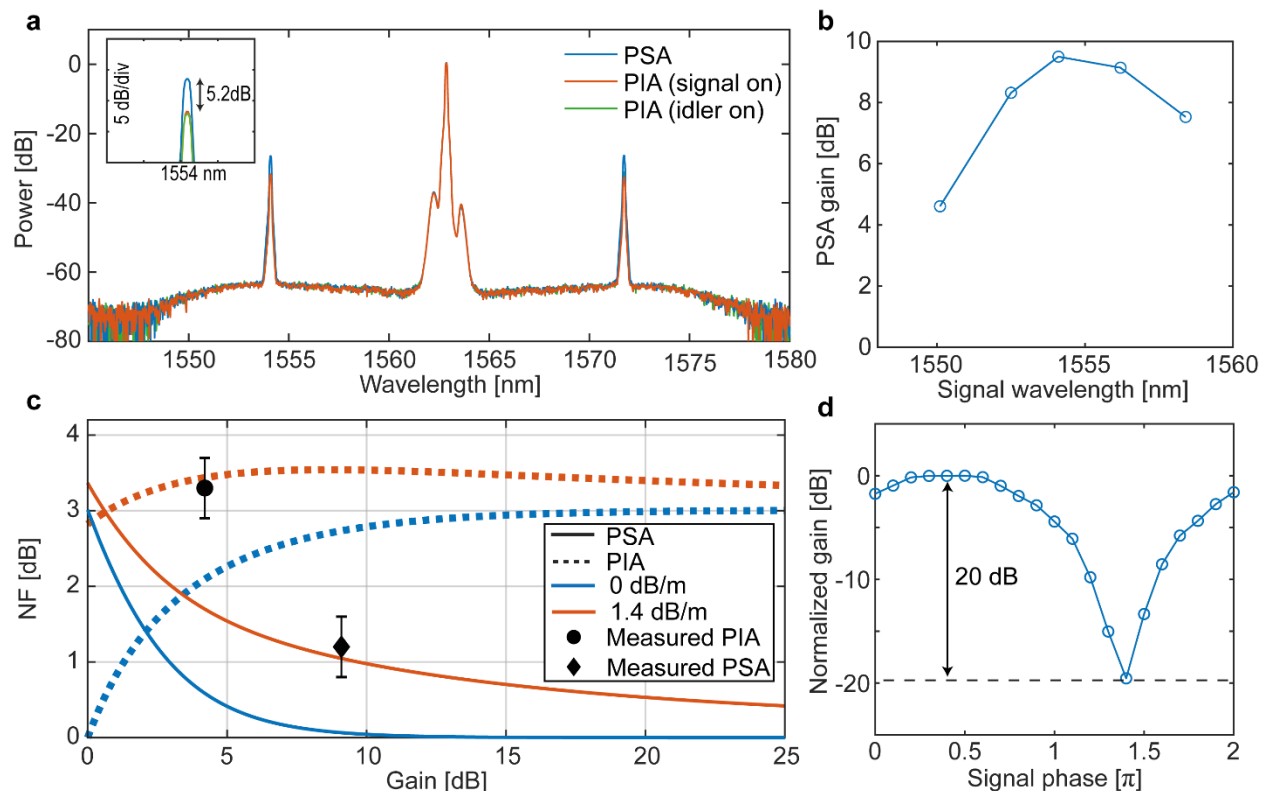 a
0
-20
-40
-60
-80
Power [dB]
1550
1555
1560
1565
1570
1575
1580
Wavelength [nm]
PSA
PIA (signal on)
PIA (idler on)
5 dB/div
5.2dB
1554 nm
b
10
8
6
4
2
0
PSA gain [dB]
1550
1555
1560
Signal wavelength [nm]
c
4
3
2
1
0
NF [dB]
0
5
10
15
20
25
Gain [dB]
PSA
PIA
0 dB/m
1.4 dB/m
Measured PIA
Measured PSA
d
0
-10
-20
Normalized gain [dB]
20 dB
0
0.5
1
1.5
2
Signal phase [π]